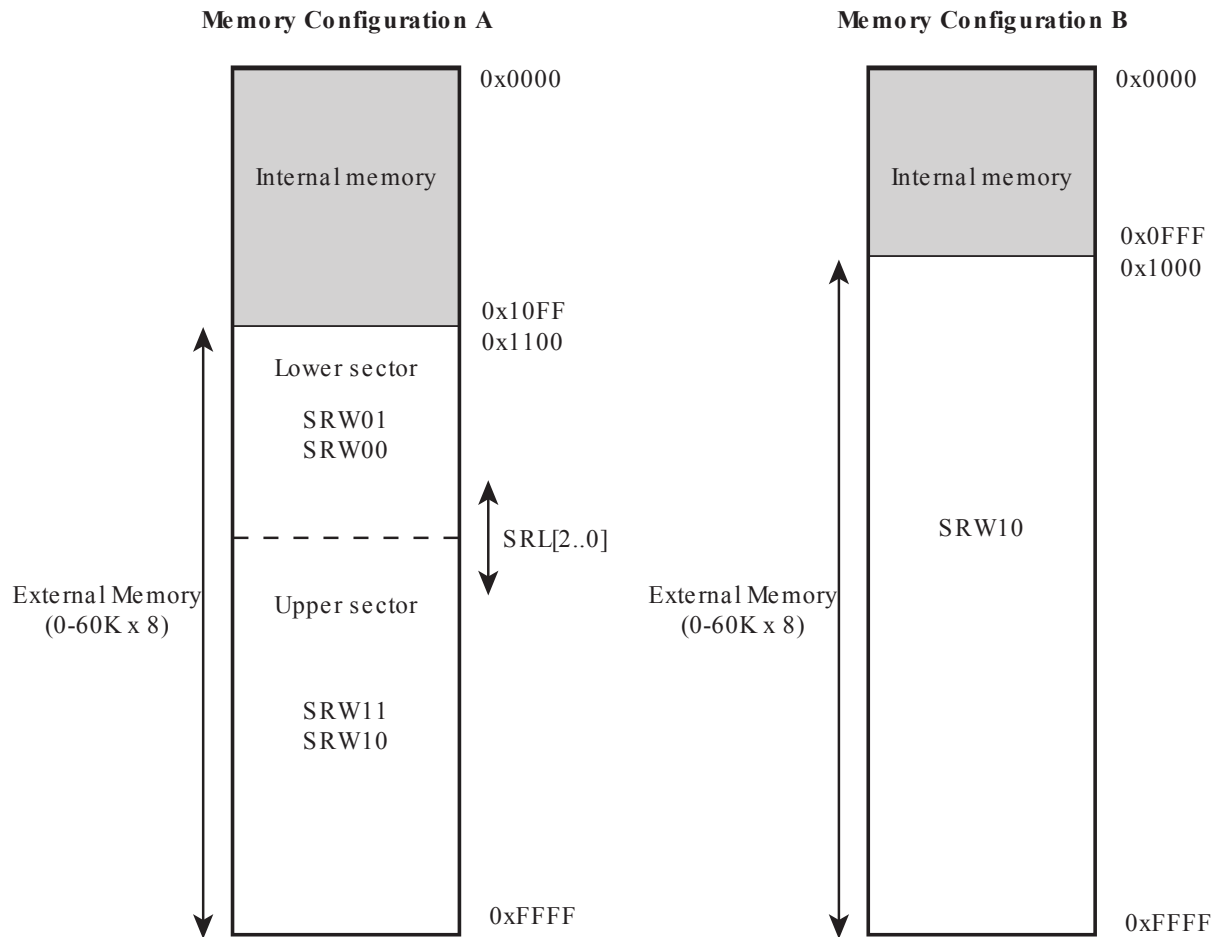 Memory Configuration A
0x0000
Internal memory
0x10FF
0x1100
Lower sector
SRW01
SRW00
SRL[2..0]
External Memory
(0-60K x 8)
Upper sector
SRW11
SRW10
0xFFFF
Memory Configuration B
0x0000
Internal memory
0x0FFF
0x1000
SRW10
External Memory
(0-60K x 8)
0xFFFF